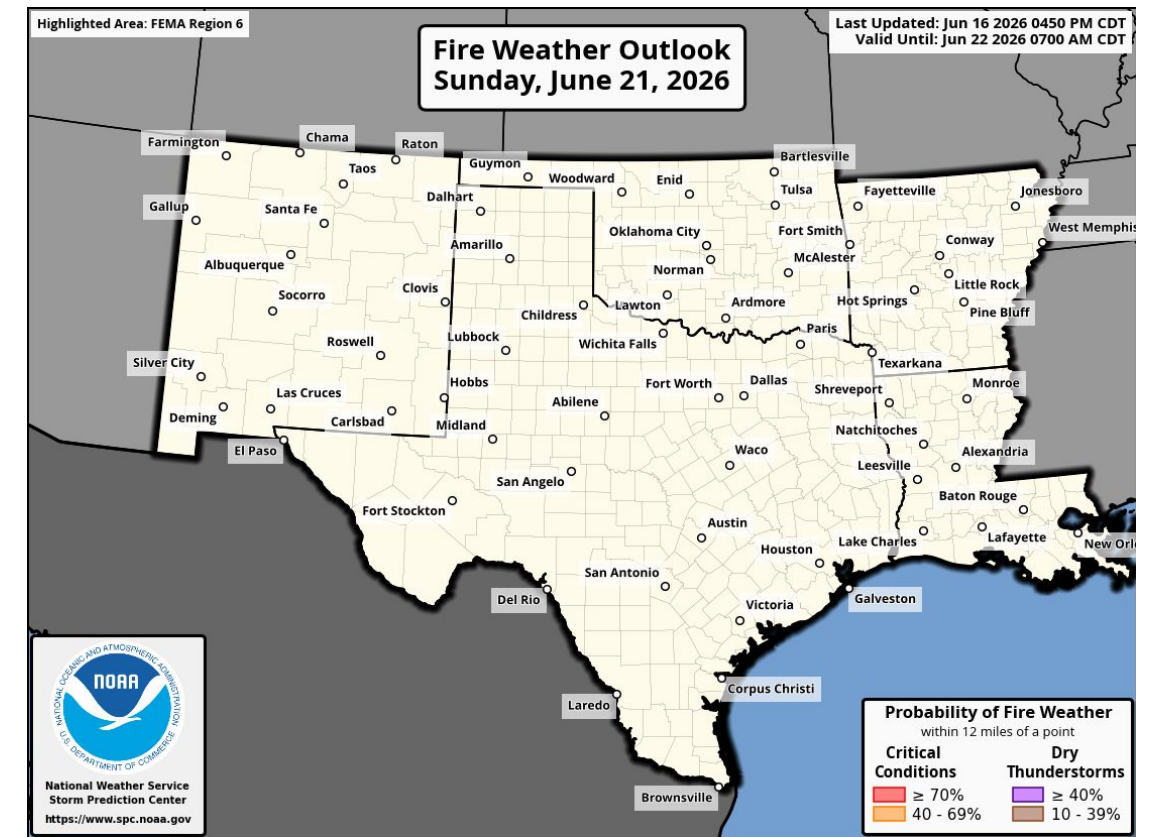 Highlighted Area: FEMA Region 6
Fire Weather Outlook
Sunday, June 21, 2026
Last Updated: Jun 16 2026 0450 PM CDT
Valid Until: Jun 22 2026 0700 AM CDT
Farmington
Chama
Raton
Taos
Guymon
Woodward
Enid
Bartlesville
Tulsa
Fayetteville
Jonesboro
Gallup
Santa Fe
Dalhart
Oklahoma City
Fort Smith
Conway
West Memphis
Albuquerque
Amarillo
Norman
McAlester
Little Rock
Socorro
Clovis
Childress
Lawton
Ardmore
Hot Springs
Pine Bluff
Roswell
Lubbock
Wichita Falls
Paris
Texarkana
Silver City
Las Cruces
Hobbs
Abilene
Fort Worth
Dallas
Shreveport
Monroe
Deming
Carlsbad
Midland
Natchitoches
El Paso
San Angelo
Waco
Leesville
Alexandria
Fort Stockton
Baton Rouge
Austin
Houston
Lake Charles
Lafayette
New Orl
San Antonio
Del Rio
Victoria
Galveston
Laredo
Corpus Christi
Brownsville
NATIONAL OCEANIC AND ATMOSPHERIC ADMINISTRATION
NOAA
U.S. DEPARTMENT OF COMMERCE
National Weather Service
Storm Prediction Center
https://www.spc.noaa.gov
Probability of Fire Weather
within 12 miles of a point
Critical Conditions
≥ 70%
40 - 69%
Dry Thunderstorms
≥ 40%
10 - 39%